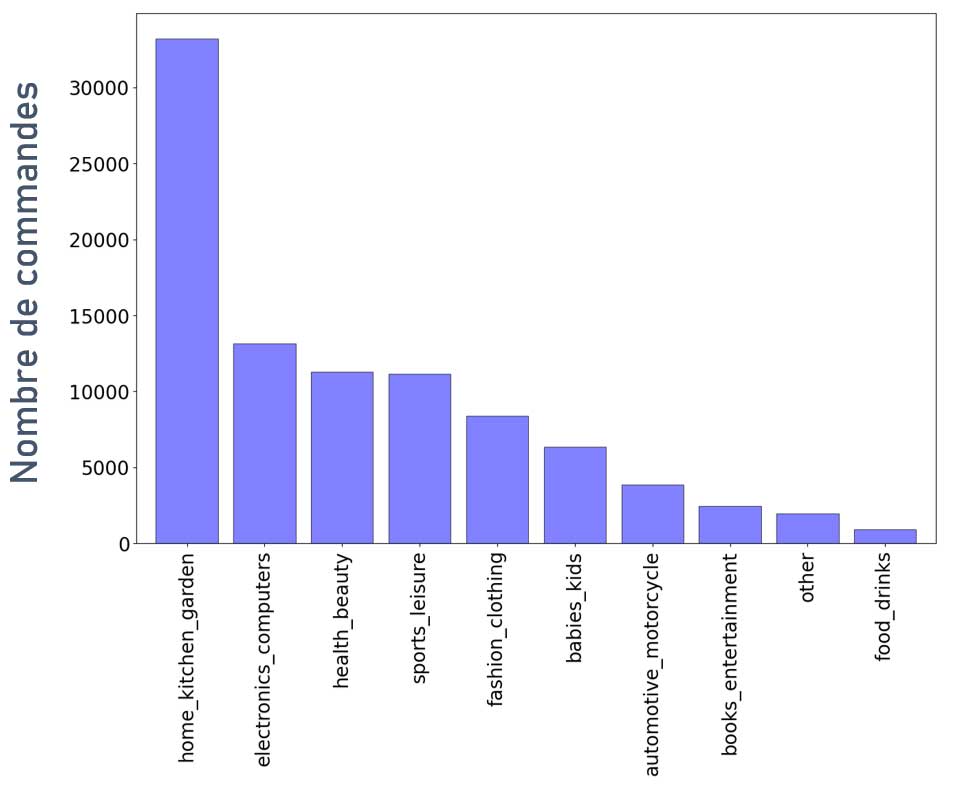 Nombre de commandes
30000
25000
20000
15000
10000
5000
0
home_kitchen_garden
electronics_computers
health_beauty
sports_leisure
fashion_clothing
babies_kids
automotive_motorcycle
books_entertainment
other
food_drinks